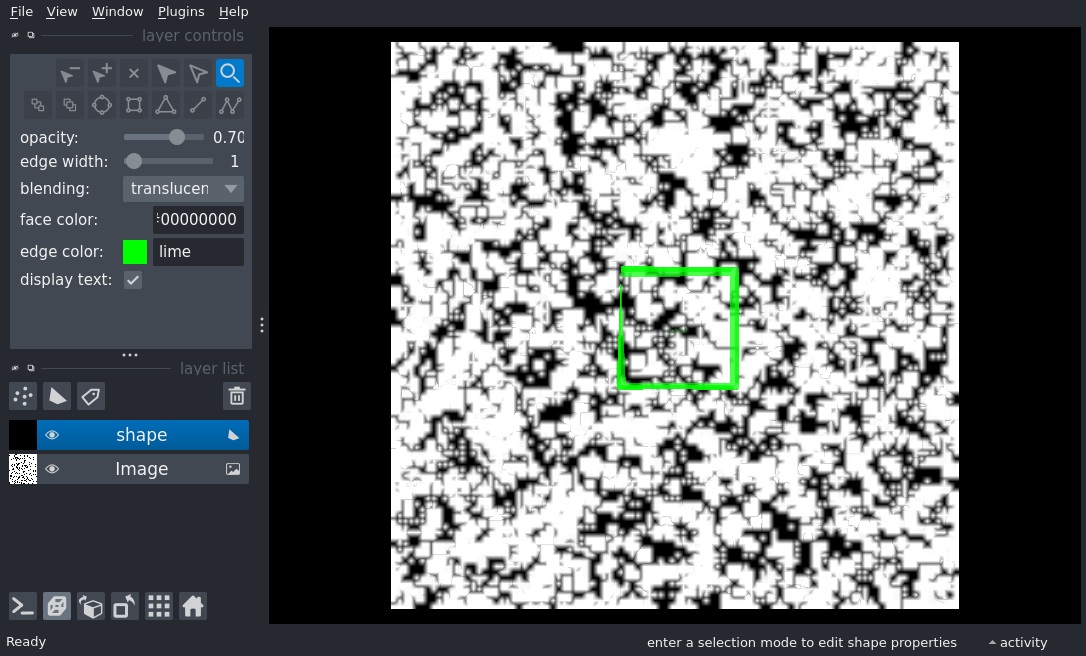 File View Window Plugins Help
layer controls
opacity: 0.70
edge width: 1
blending: translucen
face color: 00000000
edge color: lime
display text:
layer list
shape
Image
Ready enter a selection mode to edit shape properties activity